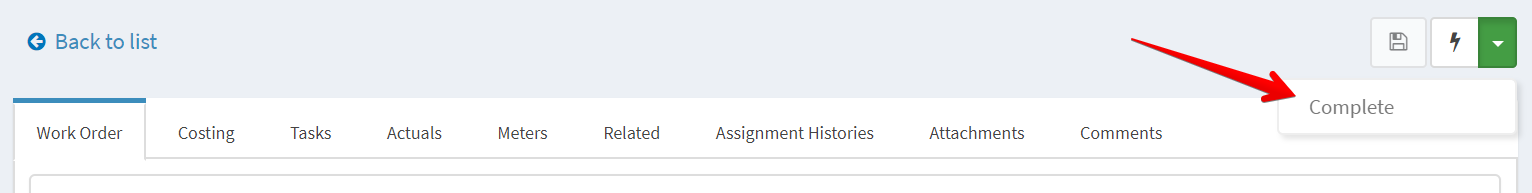 Back to list
Complete
Work Order Costing Tasks Actuals Meters Related Assignment Histories Attachments Comments